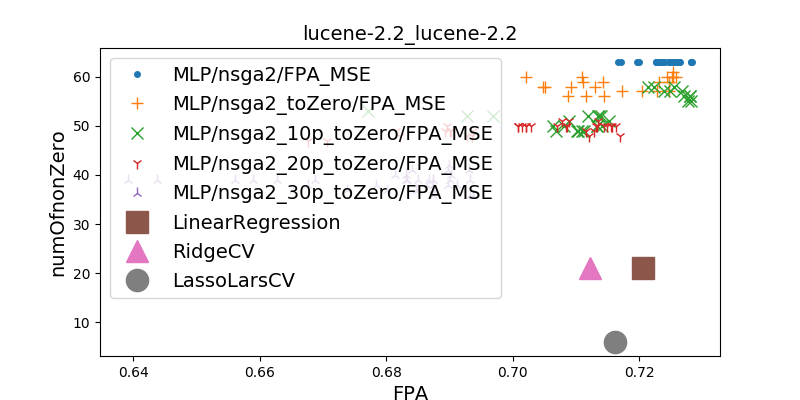 lucene-2.2_lucene-2.2
numOfnonZero
60
50
40
30
20
10
MLP/nsga2/FPA_MSE
MLP/nsga2_toZero/FPA_MSE
MLP/nsga2_10p_toZero/FPA_MSE
MLP/nsga2_20p_toZero/FPA_MSE
MLP/nsga2_30p_toZero/FPA_MSE
LinearRegression
RidgeCV
LassoLarsCV
0.64 0.66 0.68 0.70 0.72
FPA